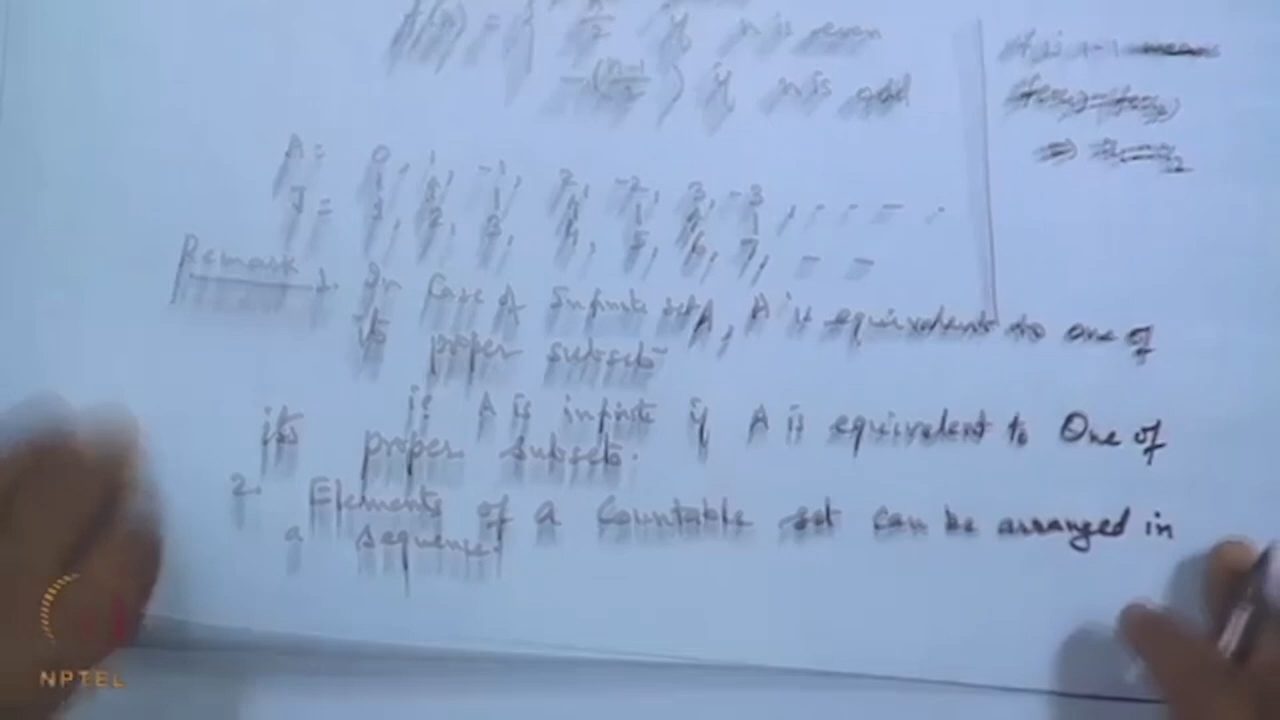 f(n) = { n/2 if n is even
-(n-1/2) if n is odd
A = 0, 1, -1, 2, -2, 3, -3, - - - -
J = 1, 2, 3, 4, 5, 6, 7, - -
Remark 1. In Case of Infinite set A, A is equivalent to one of
its proper subsets
ie A is infinite if A is equivalent to One of
its proper subsets.
2. Elements of a Countable set can be arranged in
a sequence.
NPTEL